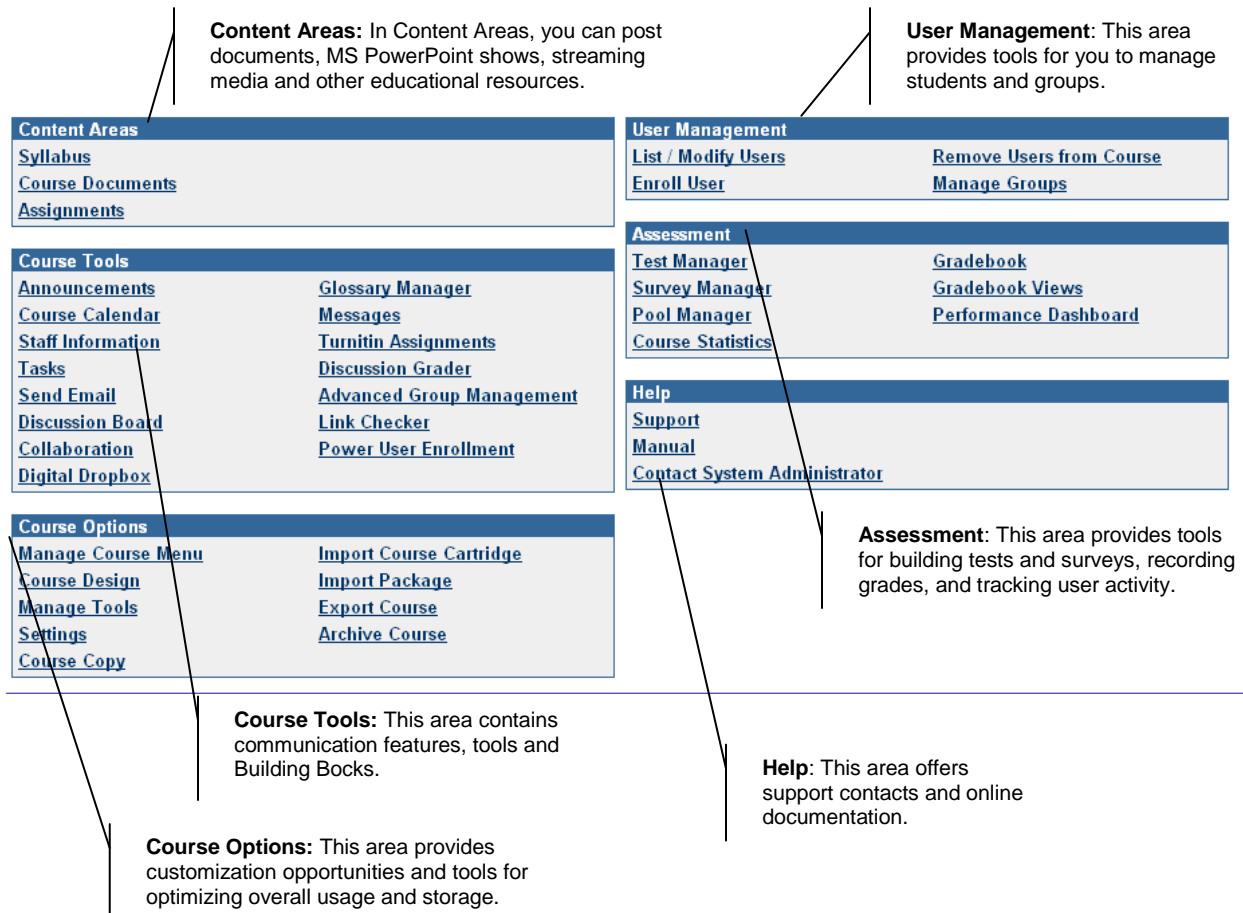 Content Areas: In Content Areas, you can post
documents, MS PowerPoint shows, streaming
media and other educational resources.
User Management: This area
provides tools for you to manage
students and groups.
Content Areas
Syllabus
Course Documents
Assignments
Course Tools
Announcements
Course Calendar
Staff Information
Tasks
Send Email
Discussion Board
Collaboration
Digital Dropbox
Glossary Manager
Messages
Turnitin Assignments
Discussion Grader
Advanced Group Management
Link Checker
Power User Enrollment
Course Options
Manage Course Menu
Course Design
Manage Tools
Settings
Course Copy
Import Course Cartridge
Import Package
Export Course
Archive Course
User Management
List / Modify Users
Enroll User
Remove Users from Course
Manage Groups
Assessment
Test Manager
Survey Manager
Pool Manager
Course Statistics
Gradebook
Gradebook Views
Performance Dashboard
Help
Support
Manual
Contact System Administrator
Assessment: This area provides tools
for building tests and surveys, recording
grades, and tracking user activity.
Course Tools: This area contains
communication features, tools and
Building Bocks.
Help: This area offers
support contacts and online
documentation.
Course Options: This area provides
customization opportunities and tools for
optimizing overall usage and storage.